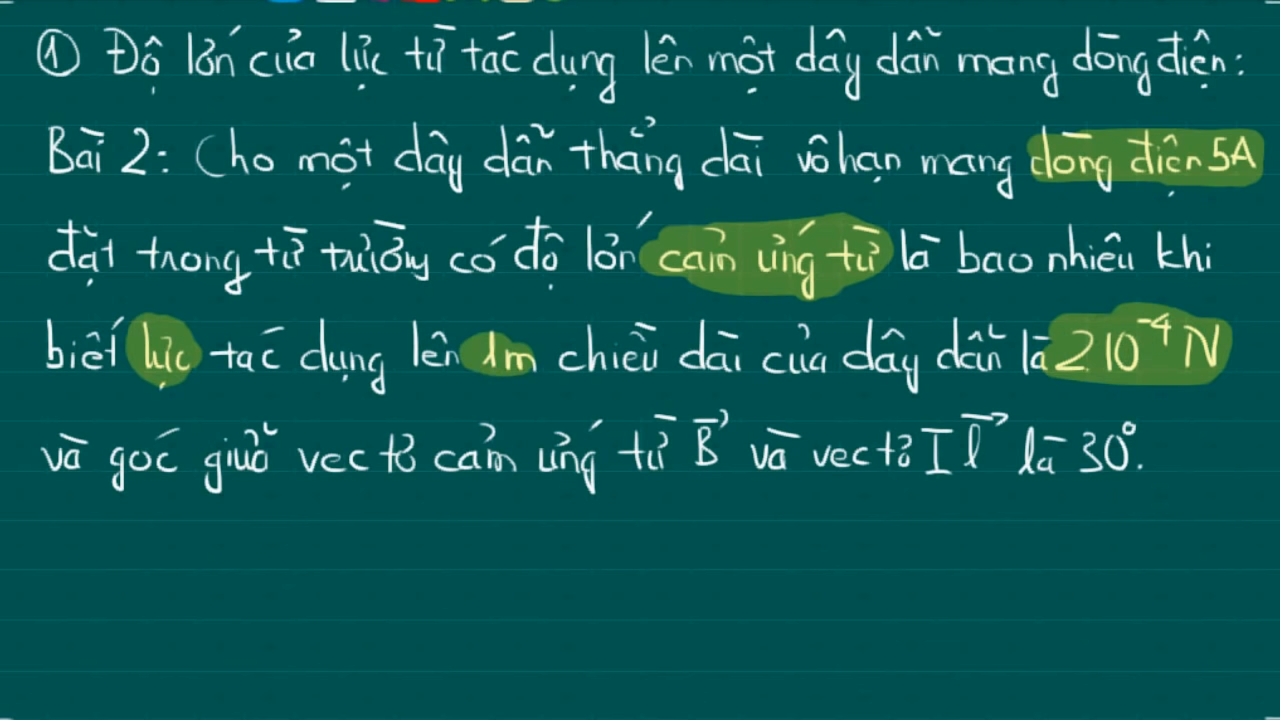 ① Độ lớn của lực từ tác dụng lên một dây dẫn mang dòng điện:
Bài 2: Cho một dây dẫn thẳng dài vô hạn mang dòng điện 5A
đặt trong từ trường có độ lớn cảm ứng từ là bao nhiêu khi
biết lực tác dụng lên 1m chiều dài của dây dẫn là 2 10⁻⁴ N
và góc giữa vectơ cảm ứng từ B⃗ và vectơ I l⃗ là 30°.